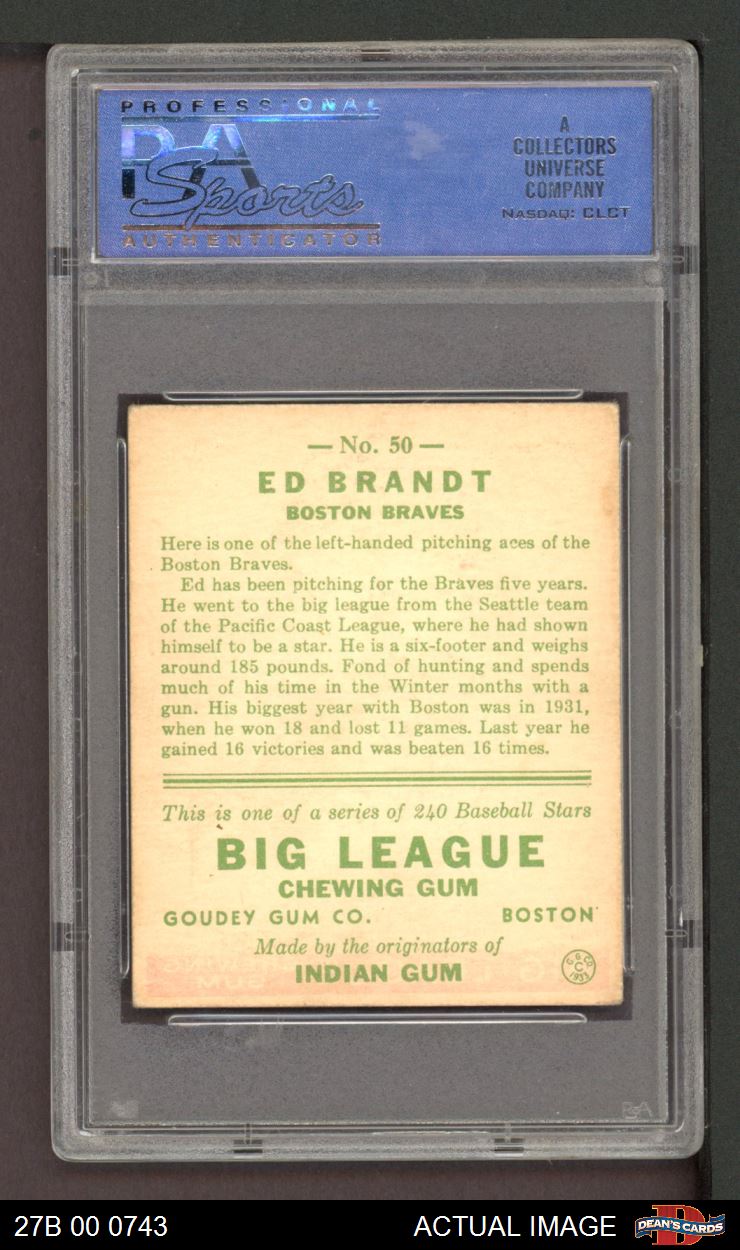 PROFESSIONAL
PSA
Sports
AUTHENTICATOR
A
COLLECTORS
UNIVERSE
COMPANY
NASDAQ: CLCT
— No. 50 —
ED BRANDT
BOSTON BRAVES
Here is one of the left-handed pitching aces of the
Boston Braves.
Ed has been pitching for the Braves five years.
He went to the big league from the Seattle team
of the Pacific Coast League, where he had shown
himself to be a star. He is a six-footer and weighs
around 185 pounds. Fond of hunting and spends
much of his time in the Winter months with a
gun. His biggest year with Boston was in 1931,
when he won 18 and lost 11 games. Last year he
gained 16 victories and was beaten 16 times.
This is one of a series of 240 Baseball Stars
BIG LEAGUE
CHEWING GUM
GOUDEY GUM CO. BOSTON
Made by the originators of
INDIAN GUM
G.G.CO.
C
1933
PSA
27B 00 0743 ACTUAL IMAGE
D
DEAN'S CARDS